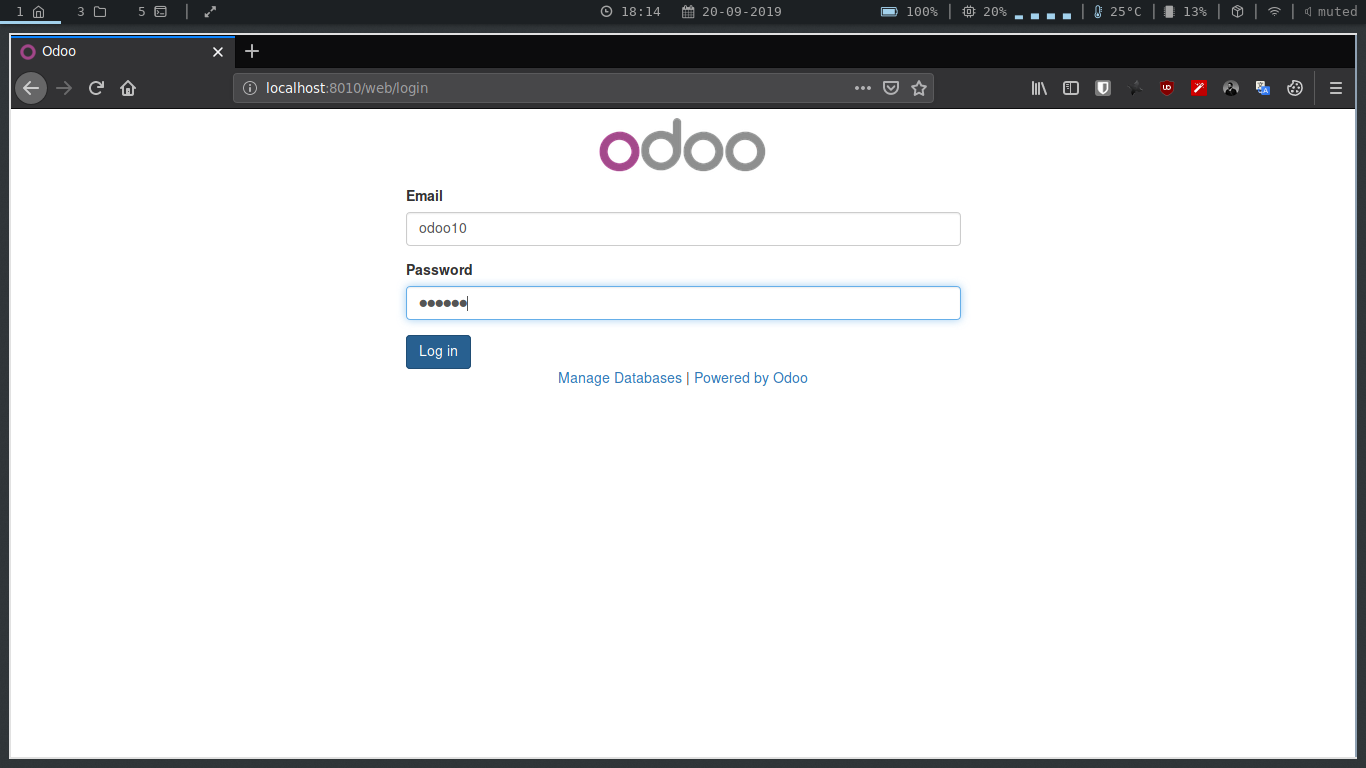 1 3 5 18:14 20-09-2019 100% 20% 25°C 13% muted
Odoo
localhost:8010/web/login
odoo
Email
odoo10
Password
••••••
Log in
Manage Databases | Powered by Odoo